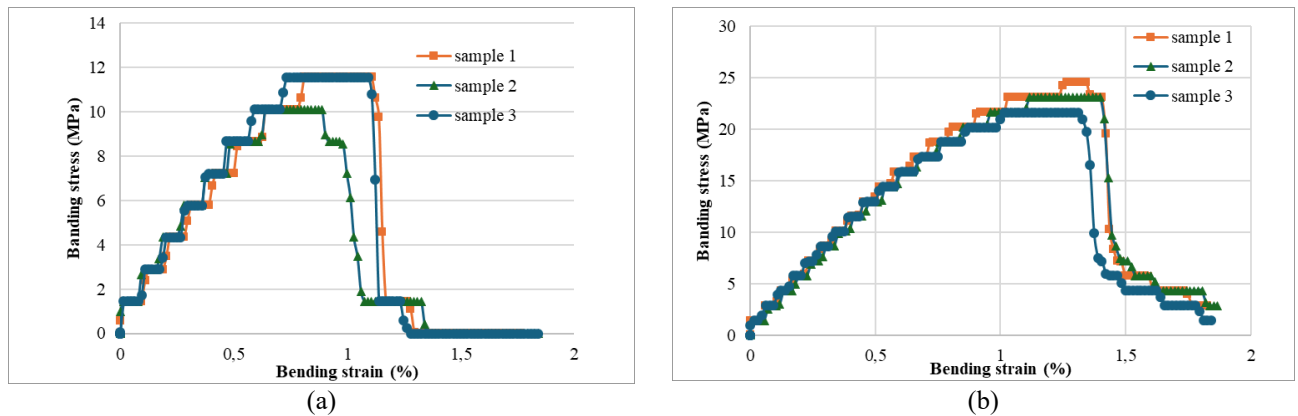 14
12
10
8
6
4
2
0
Banding stress (MPa)
0
0,5
1
1,5
2
Bending strain (%)
sample 1
sample 2
sample 3
(a)
30
25
20
15
10
5
0
Banding stress (MPa)
0
0,5
1
1,5
2
Bending strain (%)
sample 1
sample 2
sample 3
(b)